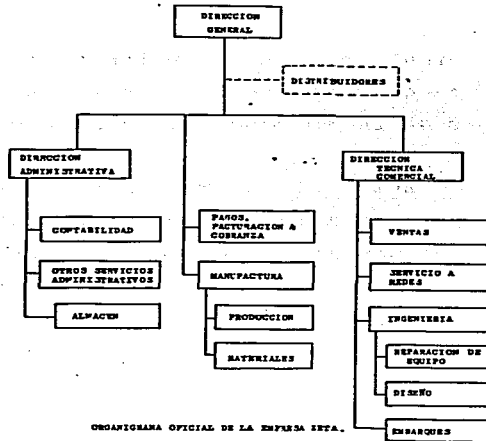 DIRECCION
GENERAL
DISTRIBUIDORES
DIRECCION
ADMINISTRATIVA
DIRECCION
TECNICA
COMERCIAL
CONTABILIDAD
PAGOS,
FACTURACION &
COBRANZA
VENTAS
OTROS SERVICIOS
ADMINISTRATIVOS
MANUFACTURA
SERVICIO A
REDES
ALMACEN
PRODUCCION
INGENIERIA
MATERIALES
REPARACION DE
EQUIPO
DISEÑO
EMBARQUES
ORGANIGRAMA OFICIAL DE LA EMPRESA ZETA.